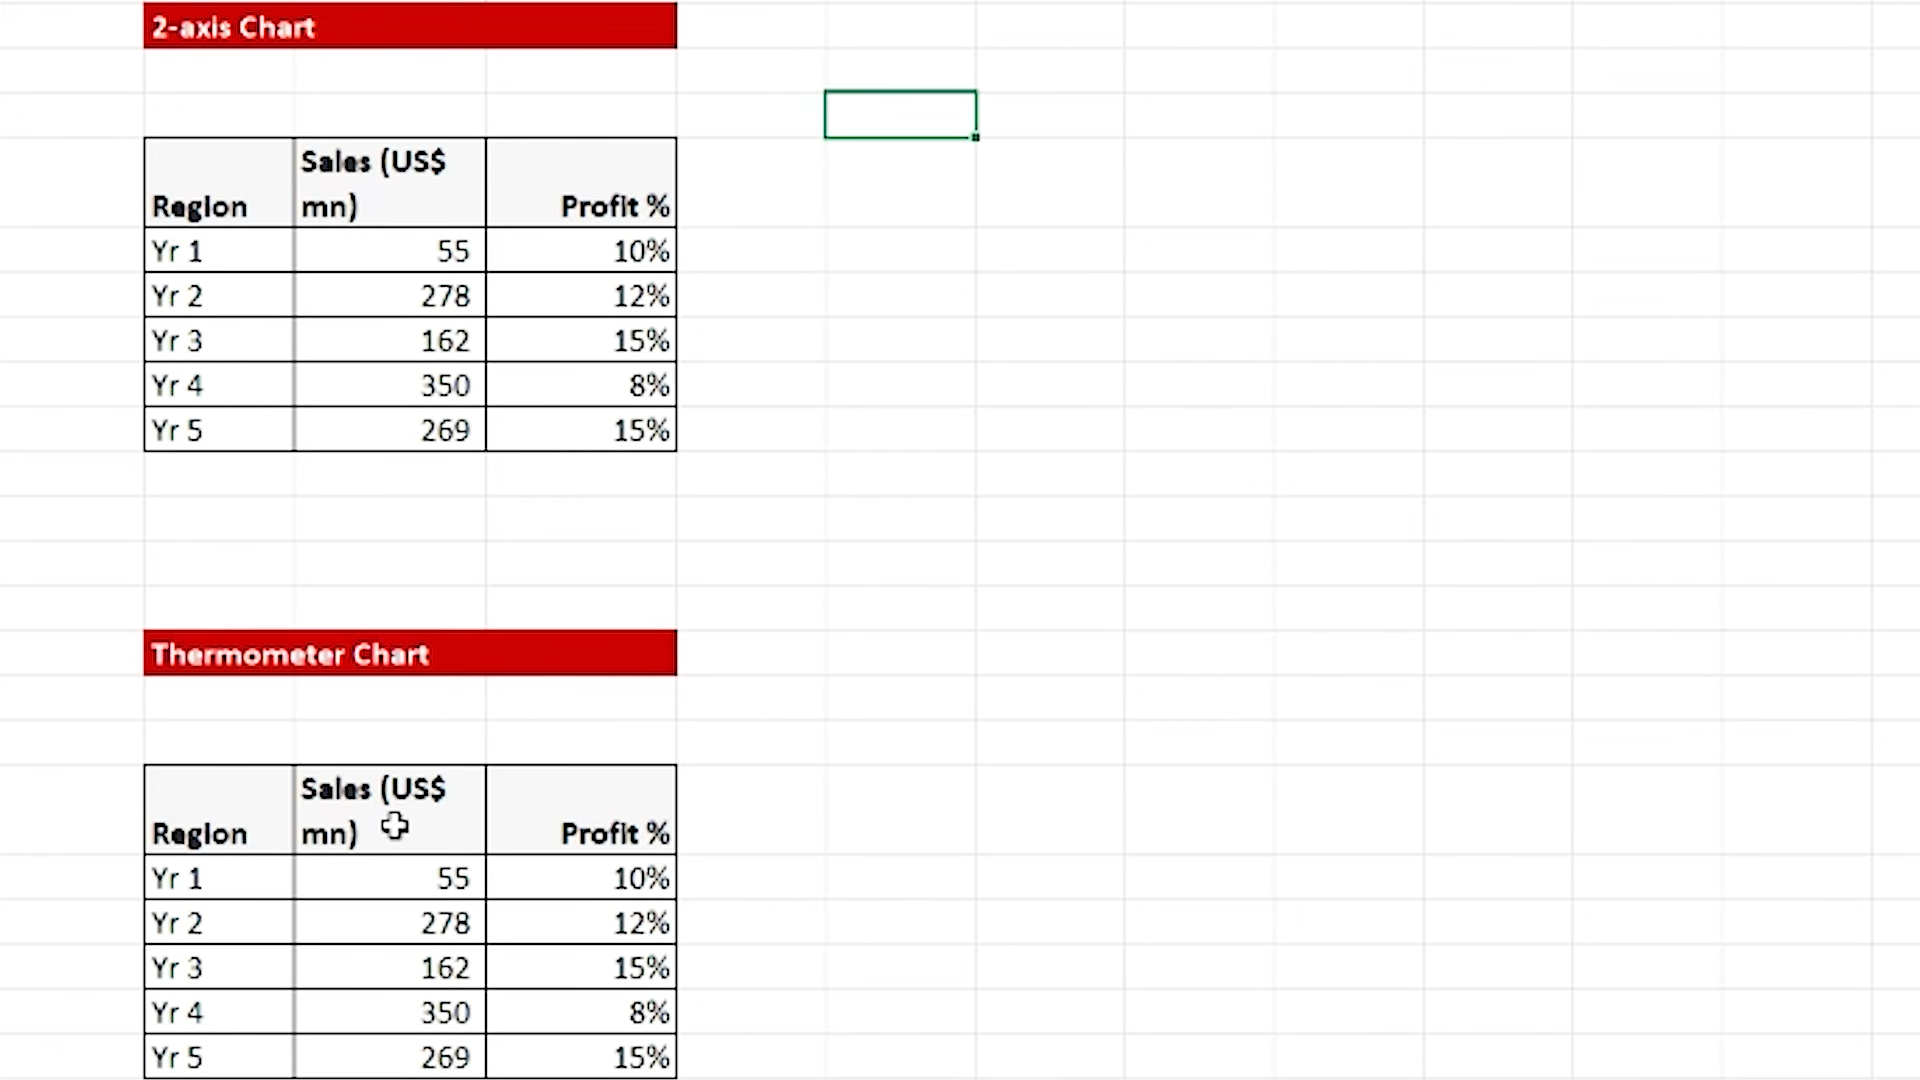 2-axis Chart
Region Sales (US$ mn) Profit %
Yr 1 55 10%
Yr 2 278 12%
Yr 3 162 15%
Yr 4 350 8%
Yr 5 269 15%
Thermometer Chart
Region Sales (US$ mn) Profit %
Yr 1 55 10%
Yr 2 278 12%
Yr 3 162 15%
Yr 4 350 8%
Yr 5 269 15%